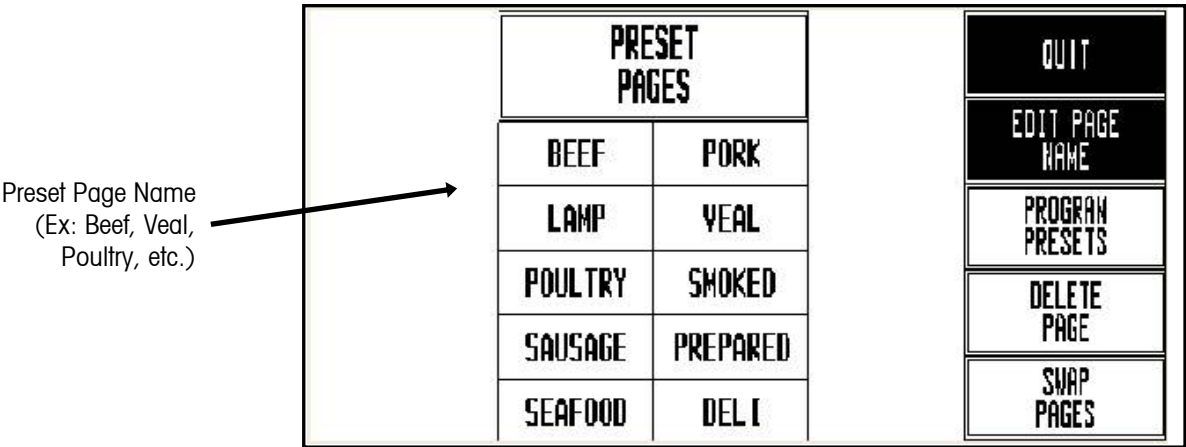 Preset Page Name
(Ex: Beef, Veal,
Poultry, etc.)
PRESET
PAGES
BEEF PORK
LAMP VEAL
POULTRY SMOKED
SAUSAGE PREPARED
SEAFOOD DELI
QUIT
EDIT PAGE
NAME
PROGRAM
PRESETS
DELETE
PAGE
SWAP
PAGES